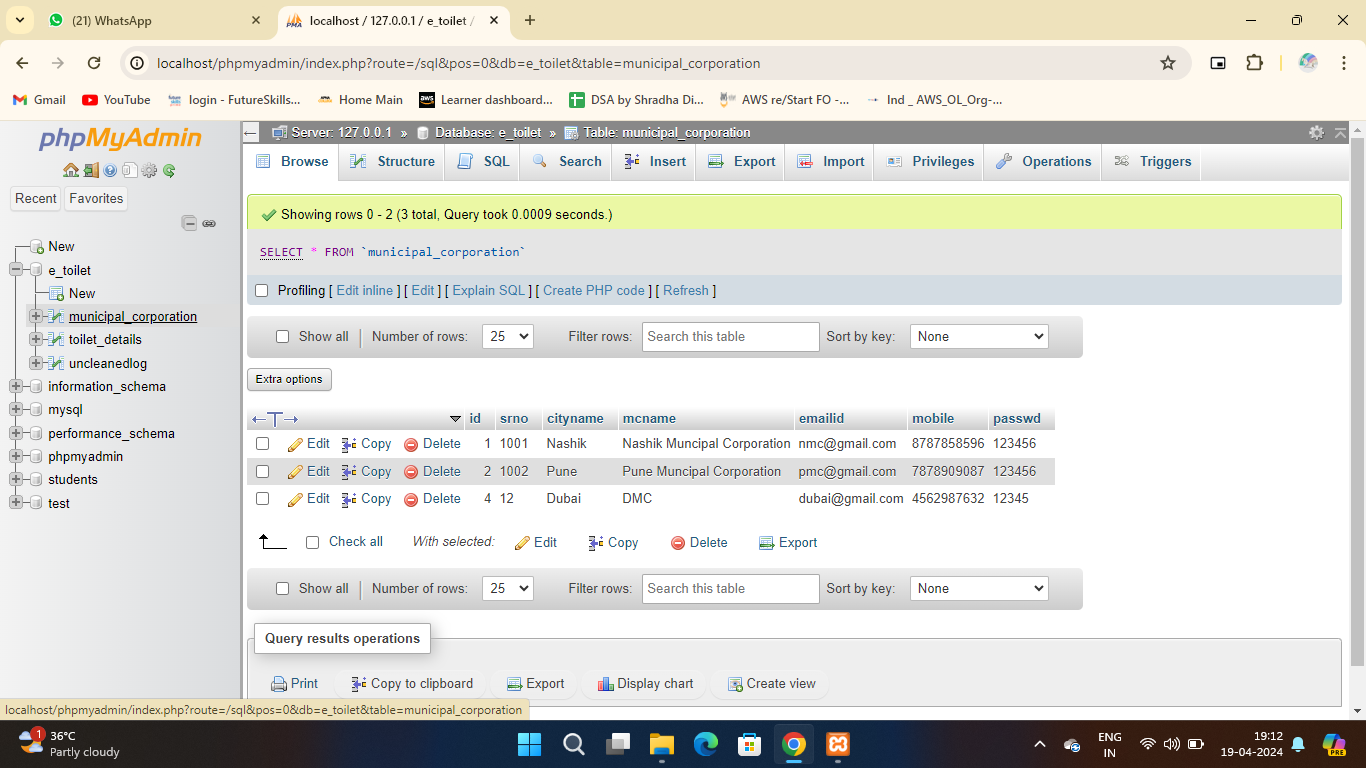 (21) WhatsApp
localhost / 127.0.0.1 / e_toilet /
localhost/phpmyadmin/index.php?route=/sql&pos=0&db=e_toilet&table=municipal_corporation
Gmail YouTube login - FutureSkills... Home Main Learner dashboard... DSA by Shradha Di... AWS re/Start FO -... Ind _ AWS_OL_Org-...
phpMyAdmin
Recent Favorites
New
e_toilet
New
municipal_corporation
toilet_details
uncleanedlog
information_schema
mysql
performance_schema
phpmyadmin
students
test
Server: 127.0.0.1 » Database: e_toilet » Table: municipal_corporation
Browse Structure SQL Search Insert Export Import Privileges Operations Triggers
Showing rows 0 - 2 (3 total, Query took 0.0009 seconds.)
SELECT * FROM `municipal_corporation`
Profiling [ Edit inline ] [ Edit ] [ Explain SQL ] [ Create PHP code ] [ Refresh ]
Show all Number of rows: 25 Filter rows: Search this table Sort by key: None
Extra options
id srno cityname mcname emailid mobile passwd
Edit Copy Delete 1 1001 Nashik Nashik Muncipal Corporation nmc@gmail.com 8787858596 123456
Edit Copy Delete 2 1002 Pune Pune Muncipal Corporation pmc@gmail.com 7878909087 123456
Edit Copy Delete 4 12 Dubai DMC dubai@gmail.com 4562987632 12345
Check all With selected: Edit Copy Delete Export
Show all Number of rows: 25 Filter rows: Search this table Sort by key: None
Query results operations
Print Copy to clipboard Export Display chart Create view
localhost/phpmyadmin/index.php?route=/sql&pos=0&db=e_toilet&table=municipal_corporation
1
36°C
Partly cloudy
ENG
IN
19:12
19-04-2024
PRE